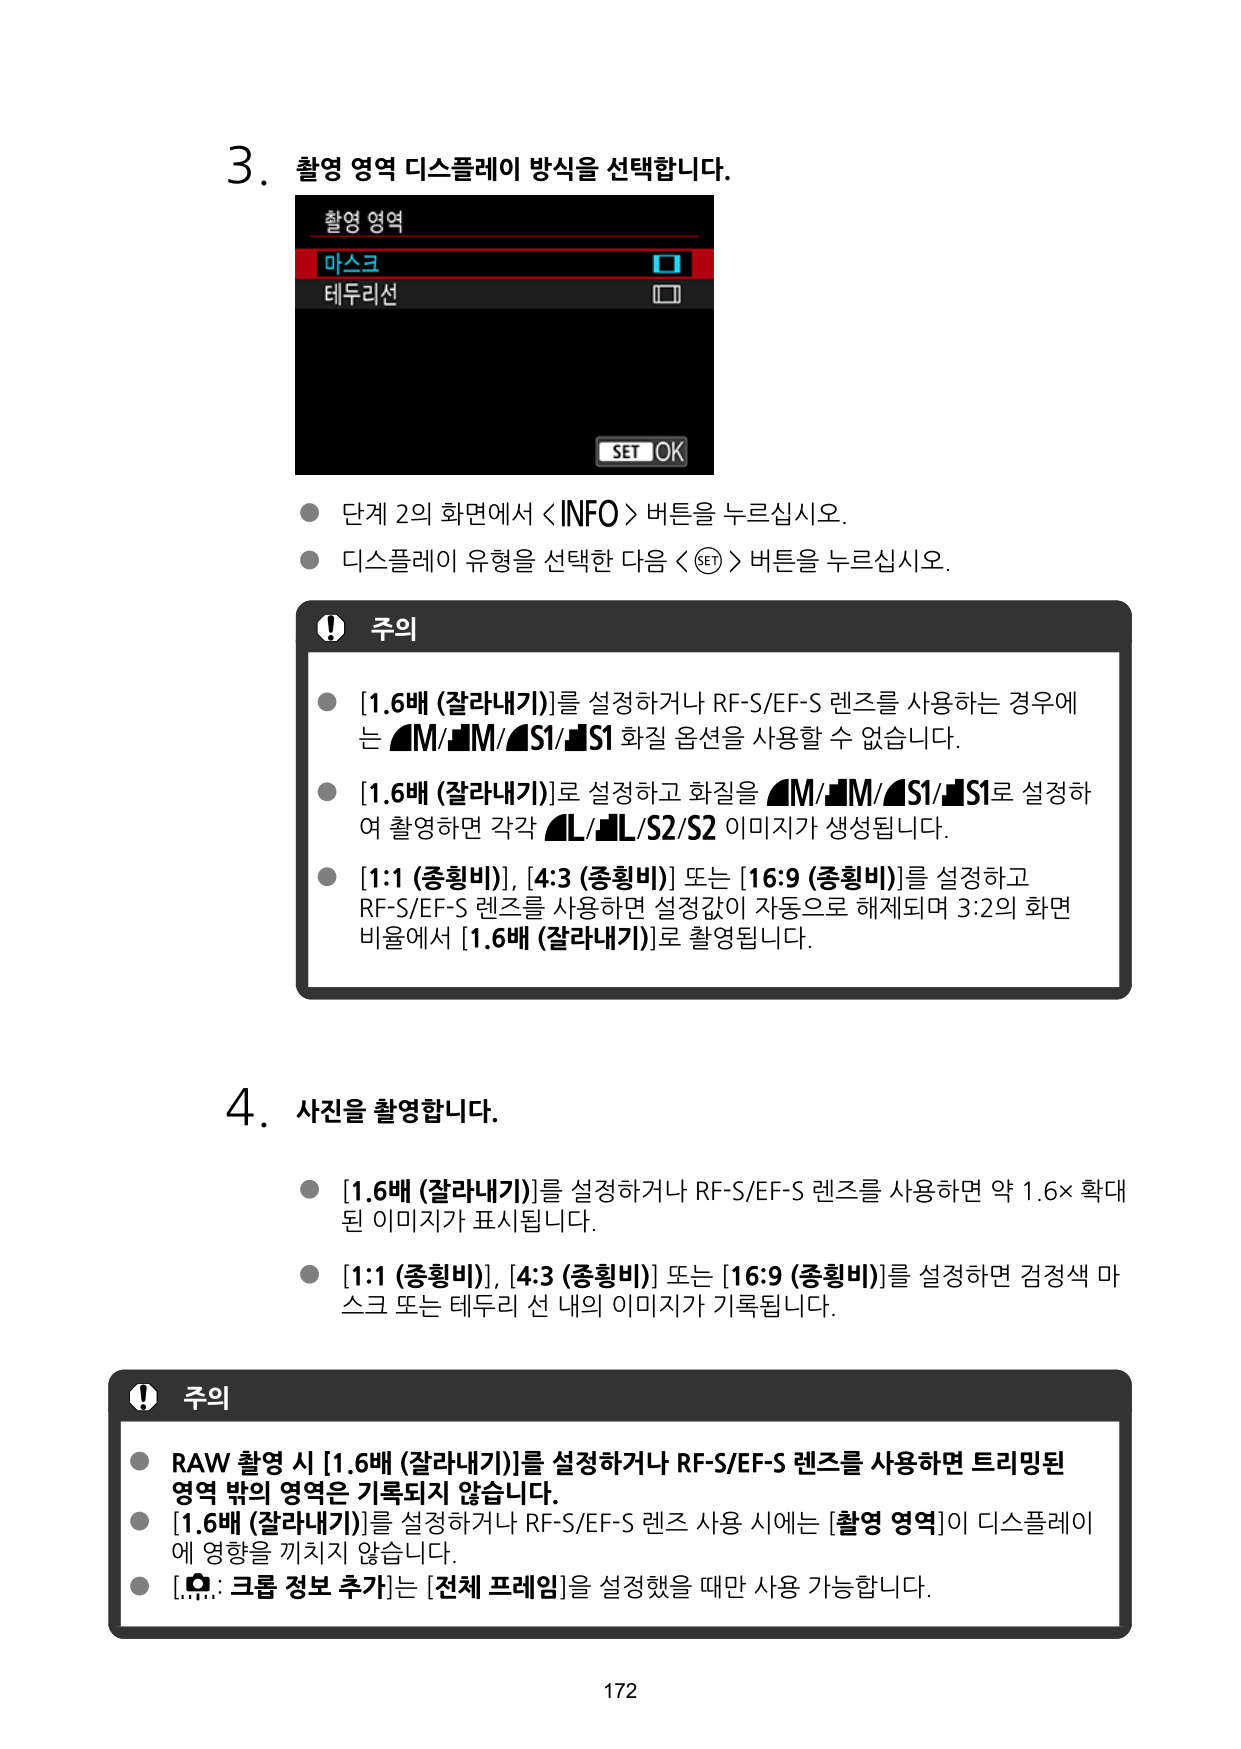 3. 촬영 영역 디스플레이 방식을 선택합니다.
촬영 영역
마스크
테두리선
SET OK
● 단계 2의 화면에서 <INFO> 버튼을 누르십시오.
● 디스플레이 유형을 선택한 다음 <SET> 버튼을 누르십시오.
주의
● [1.6배 (잘라내기)]를 설정하거나 RF-S/EF-S 렌즈를 사용하는 경우에
는 M/M/S1/S1 화질 옵션을 사용할 수 없습니다.
● [1.6배 (잘라내기)]로 설정하고 화질을 M/M/S1/S1로 설정하
여 촬영하면 각각 L/L/S2/S2 이미지가 생성됩니다.
● [1:1 (종횡비)], [4:3 (종횡비)] 또는 [16:9 (종횡비)]를 설정하고
RF-S/EF-S 렌즈를 사용하면 설정값이 자동으로 해제되며 3:2의 화면
비율에서 [1.6배 (잘라내기)]로 촬영됩니다.
4. 사진을 촬영합니다.
● [1.6배 (잘라내기)]를 설정하거나 RF-S/EF-S 렌즈를 사용하면 약 1.6× 확대
된 이미지가 표시됩니다.
● [1:1 (종횡비)], [4:3 (종횡비)] 또는 [16:9 (종횡비)]를 설정하면 검정색 마
스크 또는 테두리 선 내의 이미지가 기록됩니다.
주의
● RAW 촬영 시 [1.6배 (잘라내기)]를 설정하거나 RF-S/EF-S 렌즈를 사용하면 트리밍된
영역 밖의 영역은 기록되지 않습니다.
● [1.6배 (잘라내기)]를 설정하거나 RF-S/EF-S 렌즈 사용 시에는 [촬영 영역]이 디스플레이
에 영향을 끼치지 않습니다.
● [: 크롭 정보 추가]는 [전체 프레임]을 설정했을 때만 사용 가능합니다.
172